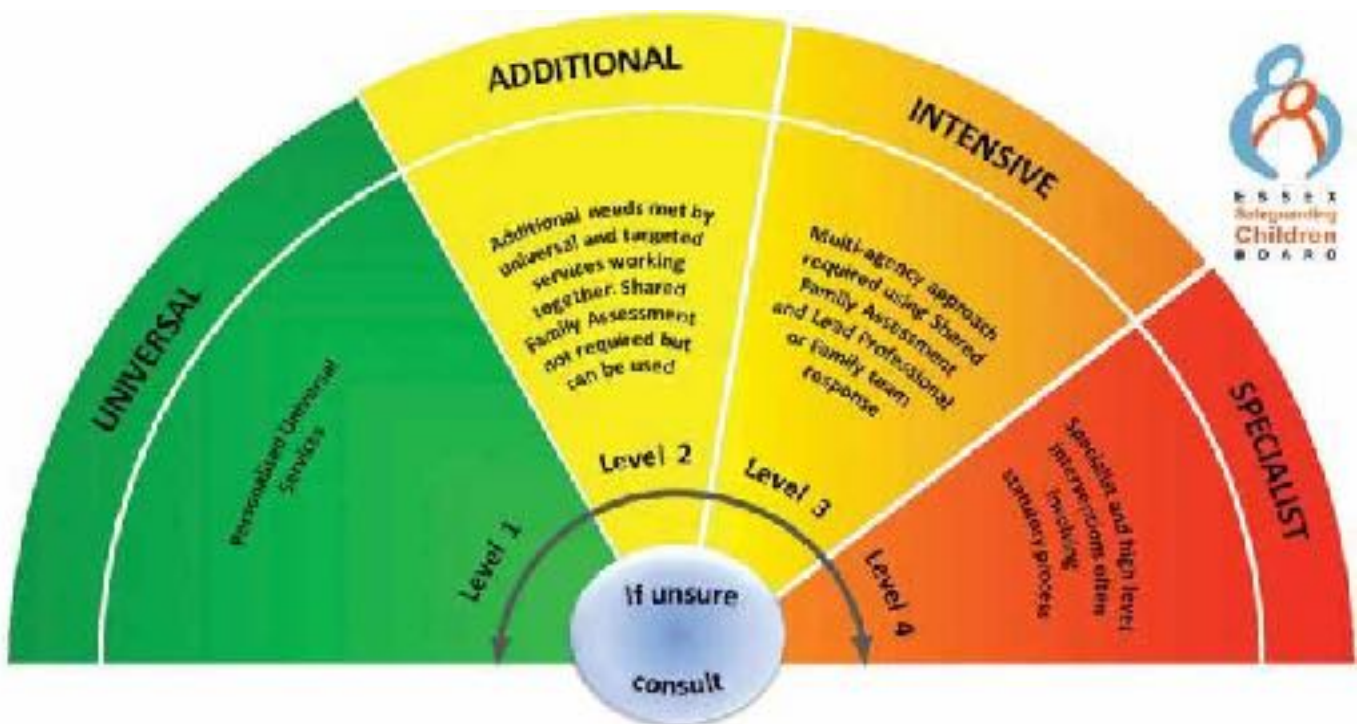 UNIVERSAL
Personalised Universal
Services
Level 1
ADDITIONAL
Additional needs met by
universal and targeted
services working
together. Shared
Family Assessment
not required but
can be used
Level 2
INTENSIVE
Multi-agency approach
required using Shared
Family Assessment
and Lead Professional
or Family team
response
Level 3
SPECIALIST
Specialist and high level
interventions often
involving
statutory process
Level 4
If unsure
consult
ESSEX
Safeguarding
Children
BOARD